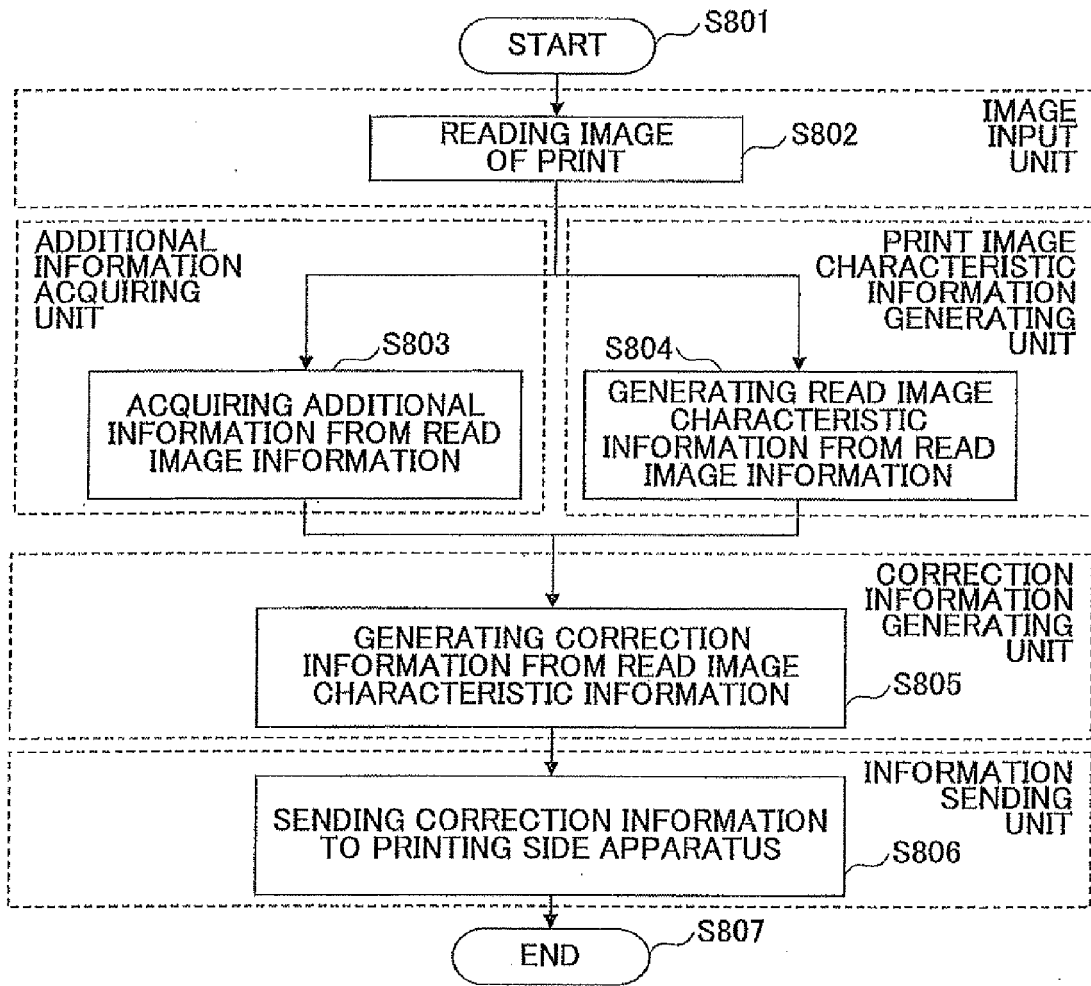 START
S801
IMAGE
INPUT
UNIT
READING IMAGE
OF PRINT
S802
ADDITIONAL
INFORMATION
ACQUIRING
UNIT
PRINT IMAGE
CHARACTERISTIC
INFORMATION
GENERATING
UNIT
S803
ACQUIRING ADDITIONAL
INFORMATION FROM READ
IMAGE INFORMATION
S804
GENERATING READ IMAGE
CHARACTERISTIC
INFORMATION FROM READ
IMAGE INFORMATION
CORRECTION
INFORMATION
GENERATING
UNIT
GENERATING CORRECTION
INFORMATION FROM READ IMAGE
CHARACTERISTIC INFORMATION
S805
INFORMATION
SENDING
UNIT
SENDING CORRECTION INFORMATION
TO PRINTING SIDE APPARATUS
S806
END
S807